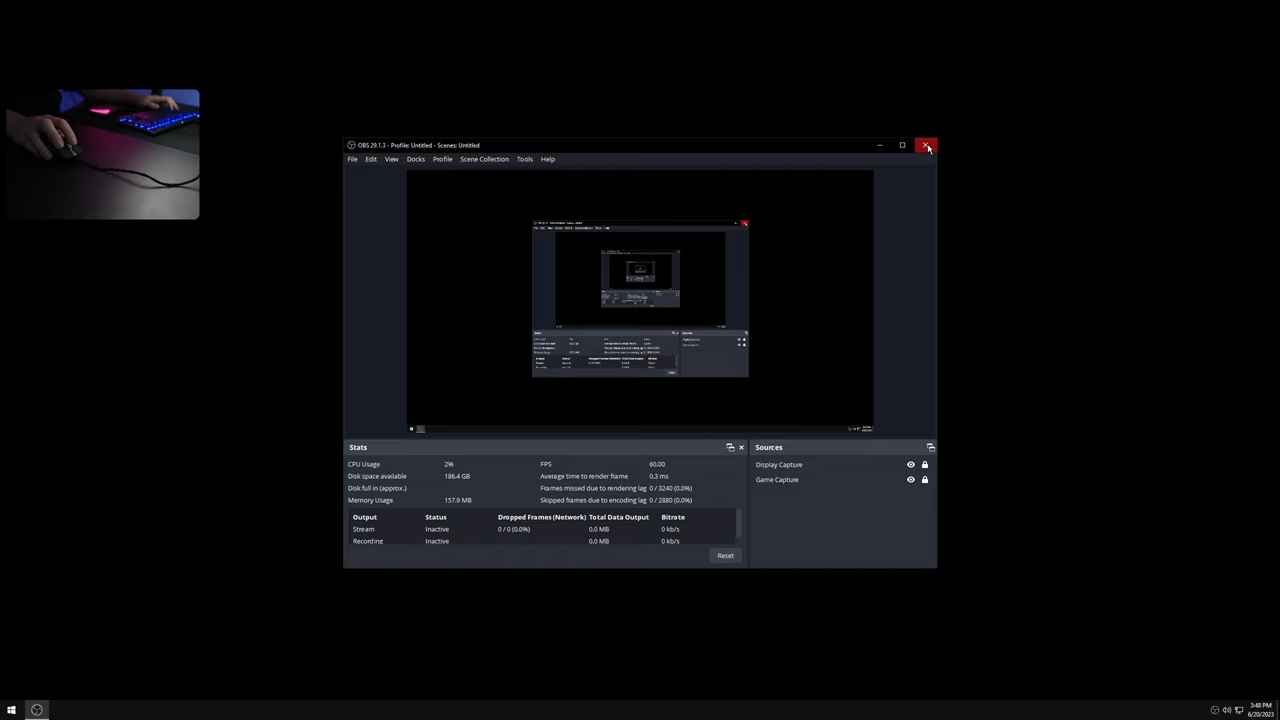 OBS 29.1.3 - Profile: Untitled - Scenes: Untitled
File Edit View Docks Profile Scene Collection Tools Help
Stats
Sources
CPU Usage 2% FPS 60.00
Disk space available 186.4 GB Average time to render frame 0.3 ms
Disk full in (approx.) Frames missed due to rendering lag 0 / 3240 (0.0%)
Memory Usage 157.9 MB Skipped frames due to encoding lag 0 / 2880 (0.0%)
Output Status Dropped Frames (Network) Total Data Output Bitrate
Stream Inactive 0 / 0 (0.0%) 0.0 MB 0 kb/s
Recording Inactive 0.0 MB 0 kb/s
Reset
Display Capture
Game Capture
3:48 PM
6/20/2023